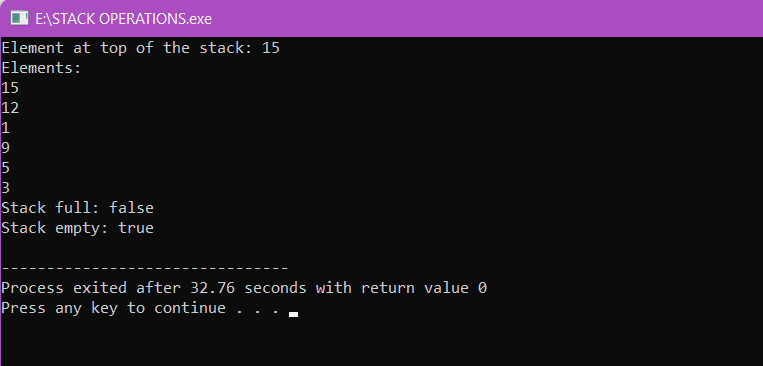 E:\STACK OPERATIONS.exe
Element at top of the stack: 15
Elements:
15
12
1
9
5
3
Stack full: false
Stack empty: true
--------------------------------
Process exited after 32.76 seconds with return value 0
Press any key to continue . . .